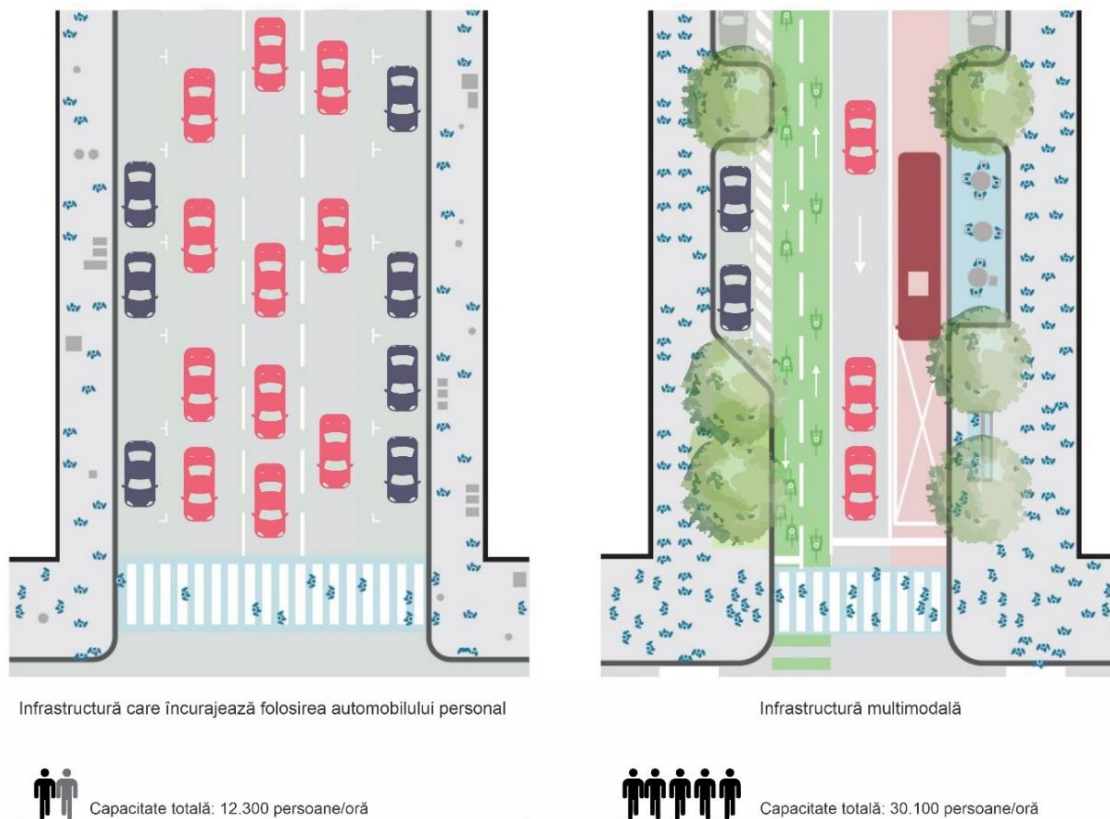 Infrastructură care încurajează folosirea automobilului personal
Infrastructură multimodală
Capacitate totală: 12.300 persoane/oră
Capacitate totală: 30.100 persoane/oră